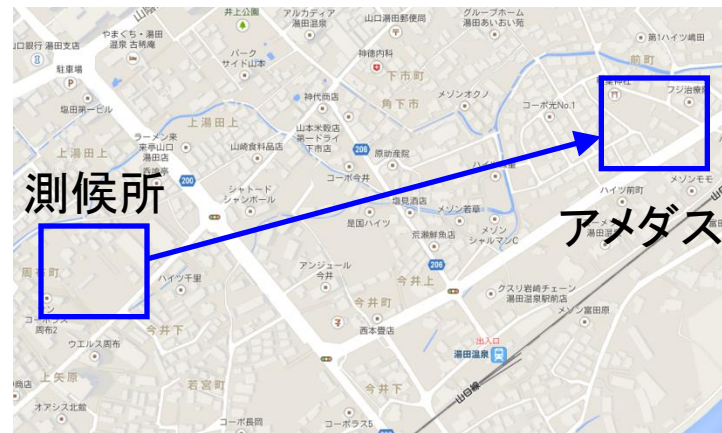 井上公園
アルカディア
湯田温泉
山口湯田郵便局
グループホーム
湯田あいおい苑
山口銀行 湯田支店
やまぐち・湯田
温泉 古稀庵
パーク
サイド山本
神徳内科
第1ハイツ嶋田
前町
駐車場
下市町
メゾンオクノ
フジ治療院
塩田第一ビル
神代商店
角下市
コーポ光No.1
上湯田上
ラーメン来
来亭山口
湯田店
山崎食料品店
山本米穀店
第一ドライ
下市店
206
原助産院
上湯田上
200
コーポ今井
メゾンモモ
測候所
シャトード
シャンボール
塩見酒店
メゾン若草
ハイツ前町
アメダス
是国ハイツ
荒瀬鮮魚店
メゾン
シャルマンC
湯田温
周布町
ハイツ千里
アンジュール
今井
206
今井上
クスリ岩崎チェーン
湯田温泉駅前店
コーポラス
周布2
今井町
メゾン富田原
今井下
西本畳店
ウエルス周布
出入口
湯田温泉
上矢原
若宮町
今井下
山口線
オアシス北館
コーポ長岡
コーポラス5